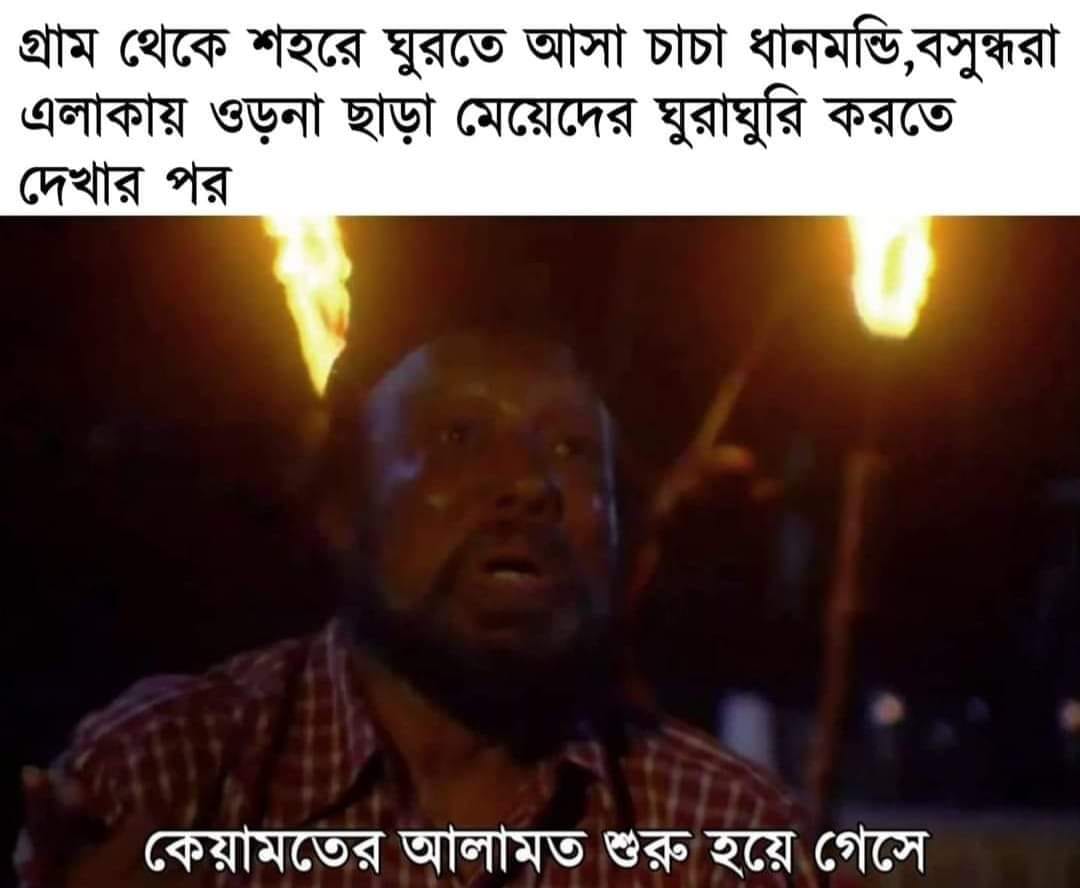 গ্রাম থেকে শহরে ঘুরতে আসা চাচা ধানমন্ডি,বসুন্ধরা
এলাকায় ওড়না ছাড়া মেয়েদের ঘুরাঘুরি করতে
দেখার পর
কেয়ামতের আলামত শুরু হয়ে গেসে